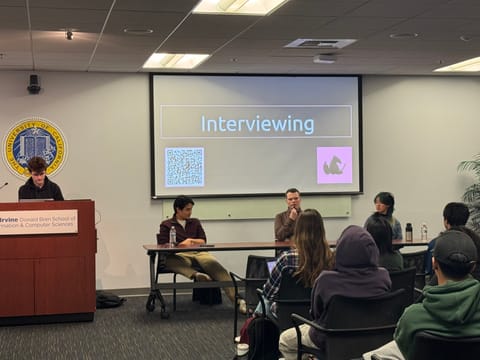 Interviewing
Irvine Donald Bren School of
Information & Computer Sciences